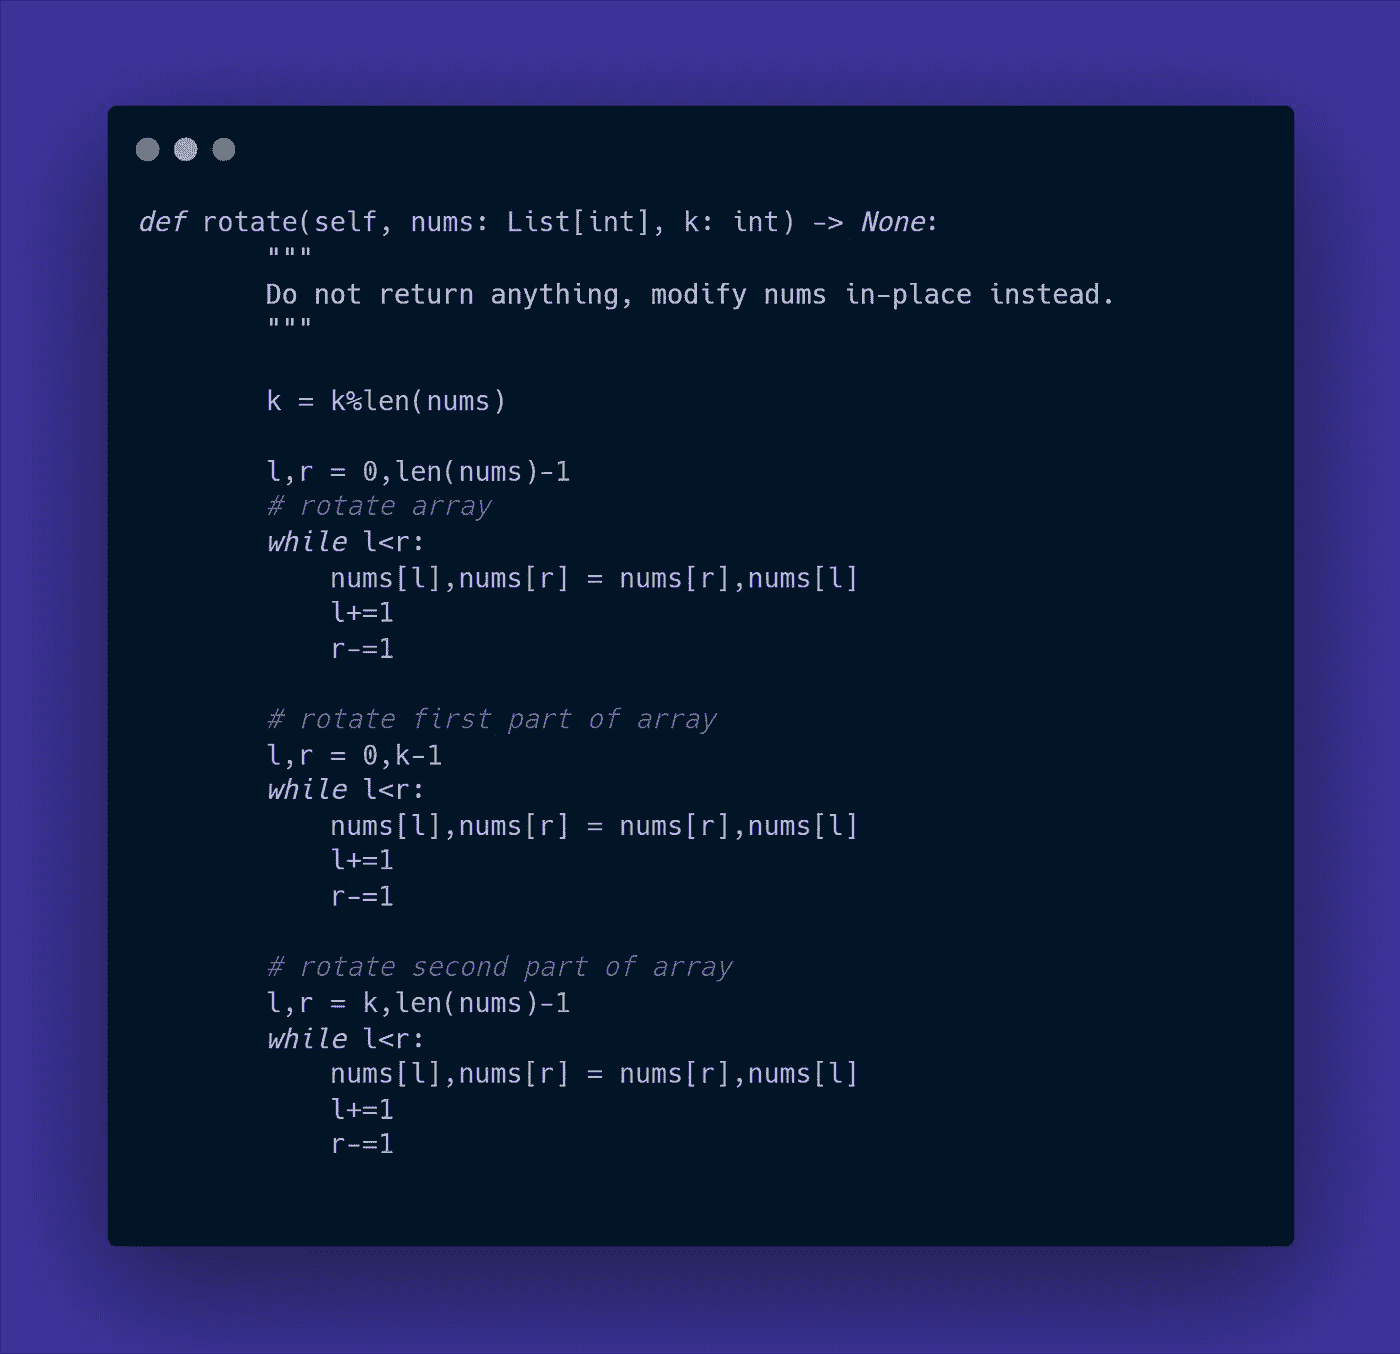 def rotate(self, nums: List[int], k: int) -> None:
        """
        Do not return anything, modify nums in-place instead.
        """

        k = k%len(nums)

        l,r = 0,len(nums)-1
        # rotate array
        while l<r:
            nums[l],nums[r] = nums[r],nums[l]
            l+=1
            r-=1

        # rotate first part of array
        l,r = 0,k-1
        while l<r:
            nums[l],nums[r] = nums[r],nums[l]
            l+=1
            r-=1

        # rotate second part of array
        l,r = k,len(nums)-1
        while l<r:
            nums[l],nums[r] = nums[r],nums[l]
            l+=1
            r-=1